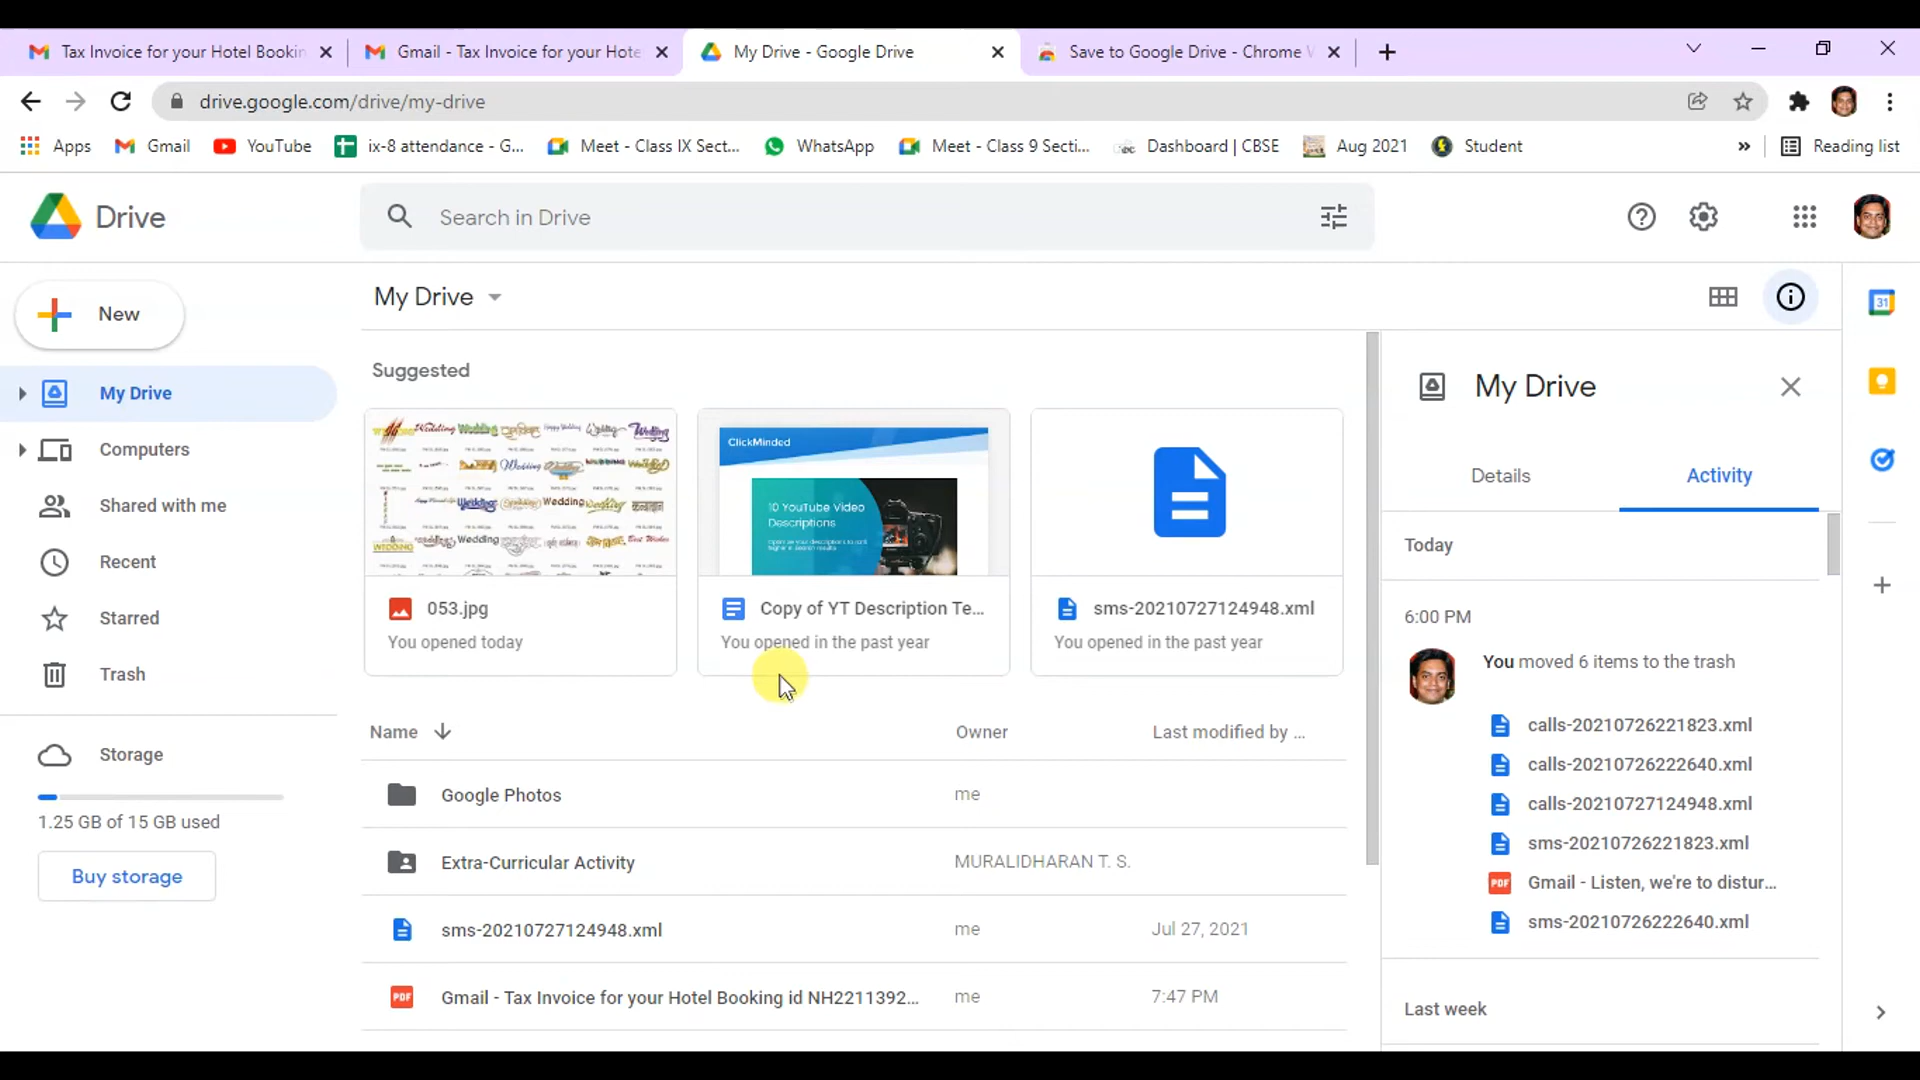 Tax Invoice for your Hotel Bookin
Gmail - Tax Invoice for your Hote
My Drive - Google Drive
Save to Google Drive - Chrome W
drive.google.com/drive/my-drive
Apps
Gmail
YouTube
ix-8 attendance - G...
Meet - Class IX Sect...
WhatsApp
Meet - Class 9 Secti...
Dashboard | CBSE
Aug 2021
Student
»
Reading list
Drive
Search in Drive
New
My Drive
Computers
Shared with me
Recent
Starred
Trash
Storage
1.25 GB of 15 GB used
Buy storage
My Drive
Suggested
053.jpg
You opened today
ClickMinded
10 YouTube Video
Descriptions
Copy of YT Description Te...
You opened in the past year
sms-20210727124948.xml
You opened in the past year
Name
Owner
Last modified by ...
Google Photos
me
Extra-Curricular Activity
MURALIDHARAN T. S.
sms-20210727124948.xml
me
Jul 27, 2021
PDF
Gmail - Tax Invoice for your Hotel Booking id NH2211392...
me
7:47 PM
My Drive
Details
Activity
Today
6:00 PM
You moved 6 items to the trash
calls-20210726221823.xml
calls-20210726222640.xml
calls-20210727124948.xml
sms-20210726221823.xml
PDF
Gmail - Listen, we're to distur...
sms-20210726222640.xml
Last week
31